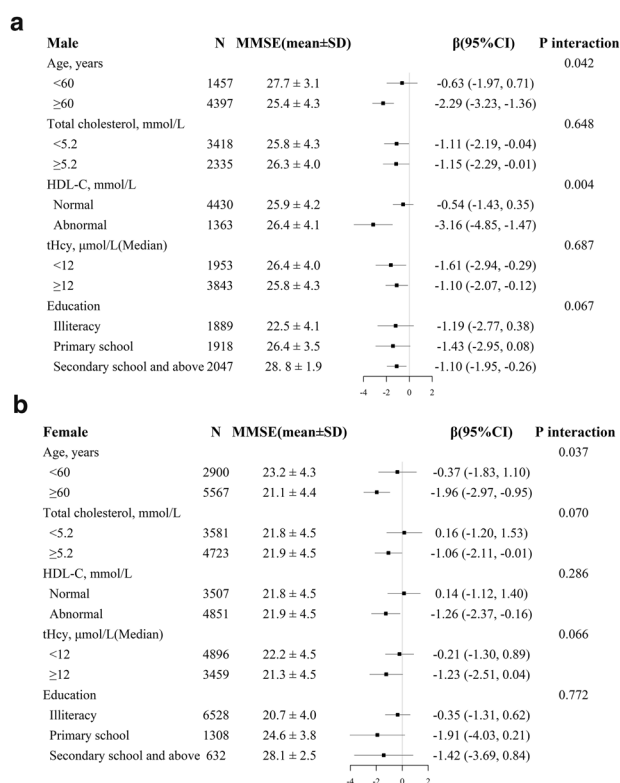 a
Male N MMSE(mean±SD) β(95%CI) P interaction
Age, years 0.042
<60 1457 27.7 ± 3.1 -0.63 (-1.97, 0.71)
≥60 4397 25.4 ± 4.3 -2.29 (-3.23, -1.36)
Total cholesterol, mmol/L 0.648
<5.2 3418 25.8 ± 4.3 -1.11 (-2.19, -0.04)
≥5.2 2335 26.3 ± 4.0 -1.15 (-2.29, -0.01)
HDL-C, mmol/L 0.004
Normal 4430 25.9 ± 4.2 -0.54 (-1.43, 0.35)
Abnormal 1363 26.4 ± 4.1 -3.16 (-4.85, -1.47)
tHcy, μmol/L(Median) 0.687
<12 1953 26.4 ± 4.0 -1.61 (-2.94, -0.29)
≥12 3843 25.8 ± 4.3 -1.10 (-2.07, -0.12)
Education 0.067
Illiteracy 1889 22.5 ± 4.1 -1.19 (-2.77, 0.38)
Primary school 1918 26.4 ± 3.5 -1.43 (-2.95, 0.08)
Secondary school and above 2047 28. 8 ± 1.9 -1.10 (-1.95, -0.26)
-4 -2 0 2
b
Female N MMSE(mean±SD) β(95%CI) P interaction
Age, years 0.037
<60 2900 23.2 ± 4.3 -0.37 (-1.83, 1.10)
≥60 5567 21.1 ± 4.4 -1.96 (-2.97, -0.95)
Total cholesterol, mmol/L 0.070
<5.2 3581 21.8 ± 4.5 0.16 (-1.20, 1.53)
≥5.2 4723 21.9 ± 4.5 -1.06 (-2.11, -0.01)
HDL-C, mmol/L 0.286
Normal 3507 21.8 ± 4.5 0.14 (-1.12, 1.40)
Abnormal 4851 21.9 ± 4.5 -1.26 (-2.37, -0.16)
tHcy, μmol/L(Median) 0.066
<12 4896 22.2 ± 4.5 -0.21 (-1.30, 0.89)
≥12 3459 21.3 ± 4.5 -1.23 (-2.51, 0.04)
Education 0.772
Illiteracy 6528 20.7 ± 4.0 -0.35 (-1.31, 0.62)
Primary school 1308 24.6 ± 3.8 -1.91 (-4.03, 0.21)
Secondary school and above 632 28.1 ± 2.5 -1.42 (-3.69, 0.84)
-4 -2 0 2